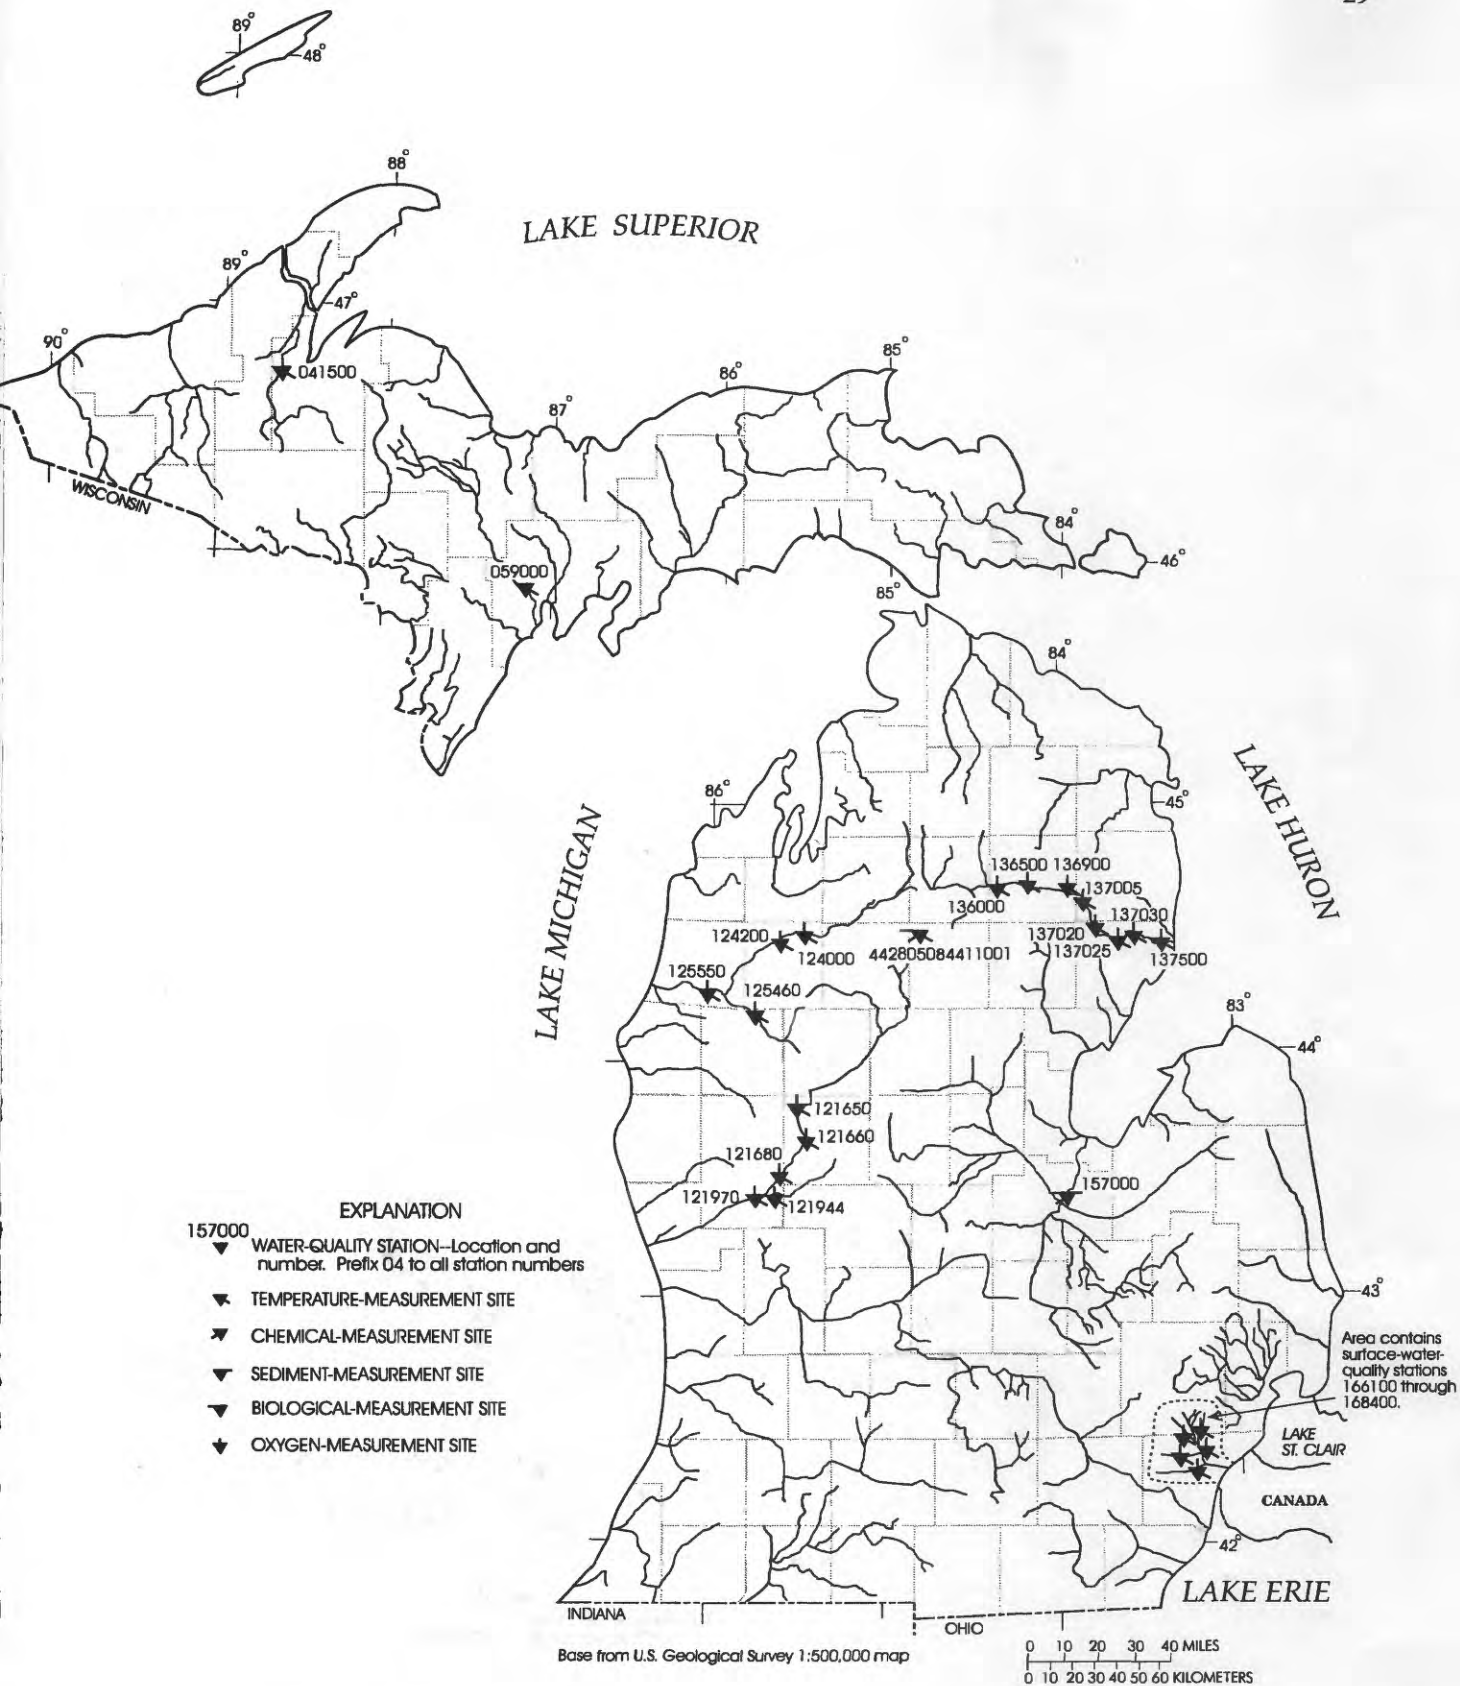 89°
48°
88°
LAKE SUPERIOR
89°
47°
90°
85°
86°
041500
87°
WISCONSIN
84°
46°
059000
85°
84°
LAKE HURON
86°
45°
LAKE MICHIGAN
136500 136900
137005
136000
137030
124200
137020
124000
442805084411001
137025
137500
125550
125460
83°
44°
121650
121660
121680
157000
121970
121944
EXPLANATION
157000
WATER-QUALITY STATION--Location and
number. Prefix 04 to all station numbers
TEMPERATURE-MEASUREMENT SITE
CHEMICAL-MEASUREMENT SITE
SEDIMENT-MEASUREMENT SITE
BIOLOGICAL-MEASUREMENT SITE
OXYGEN-MEASUREMENT SITE
43°
Area contains
surface-water-
quality stations
166100 through
168400.
LAKE
ST. CLAIR
CANADA
42°
LAKE ERIE
INDIANA
OHIO
Base from U.S. Geological Survey 1:500,000 map
0 10 20 30 40 MILES
0 10 20 30 40 50 60 KILOMETERS